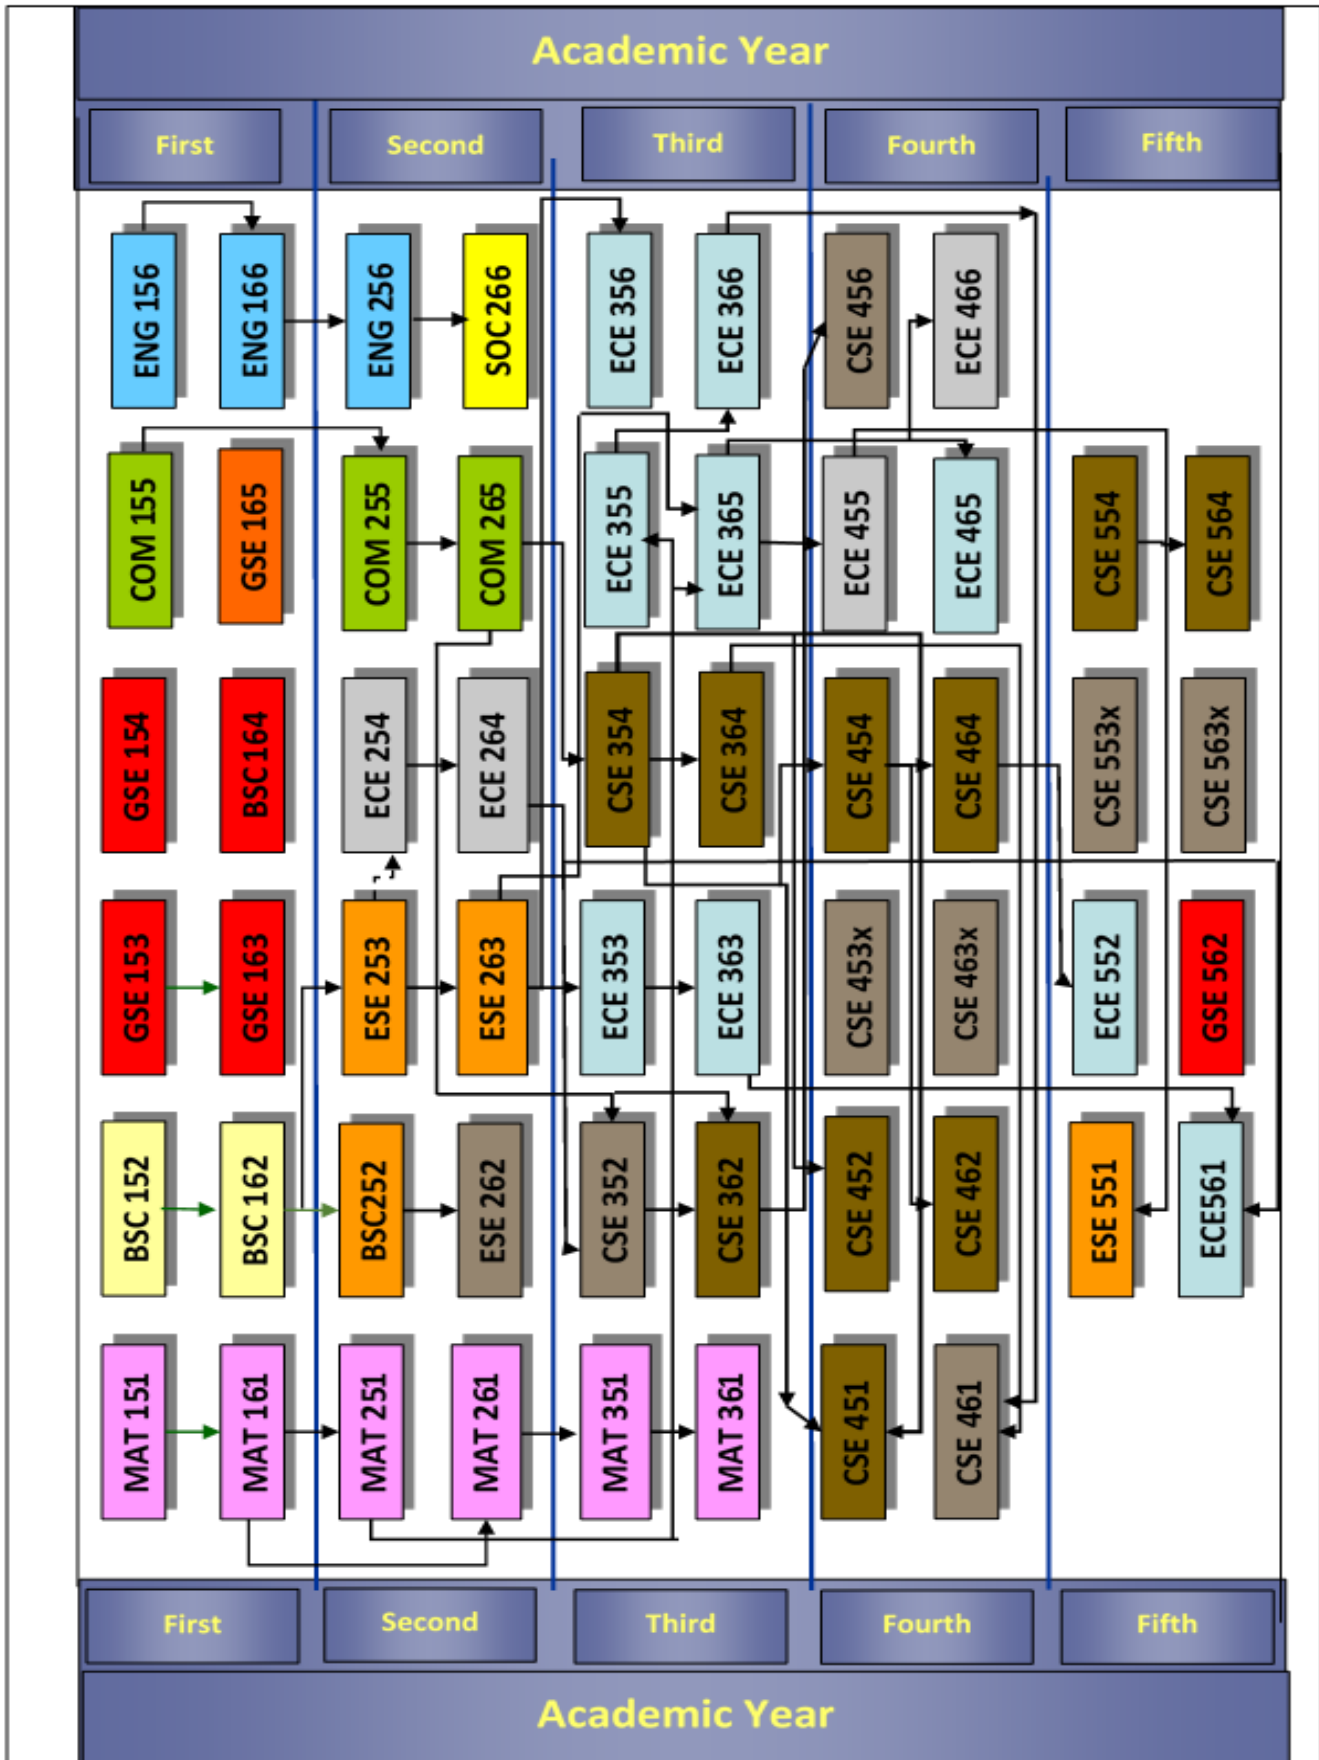 Academic Year
First Second Third Fourth Fifth
ENG 156 ENG 166 ENG 256 SOC266 ECE 356 ECE 366 CSE 456 ECE 466
COM 155 GSE 165 COM 255 COM 265 ECE 355 ECE 365 ECE 455 ECE 465 CSE 554 CSE 564
GSE 154 BSC164 ECE 254 ECE 264 CSE 354 CSE 364 CSE 454 CSE 464 CSE 553x CSE 563x
GSE 153 GSE 163 ESE 253 ESE 263 ECE 353 ECE 363 CSE 453x CSE 463x ECE 552 GSE 562
BSC 152 BSC 162 BSC252 ESE 262 CSE 352 CSE 362 CSE 452 CSE 462 ESE 551 ECE561
MAT 151 MAT 161 MAT 251 MAT 261 MAT 351 MAT 361 CSE 451 CSE 461
First Second Third Fourth Fifth
Academic Year